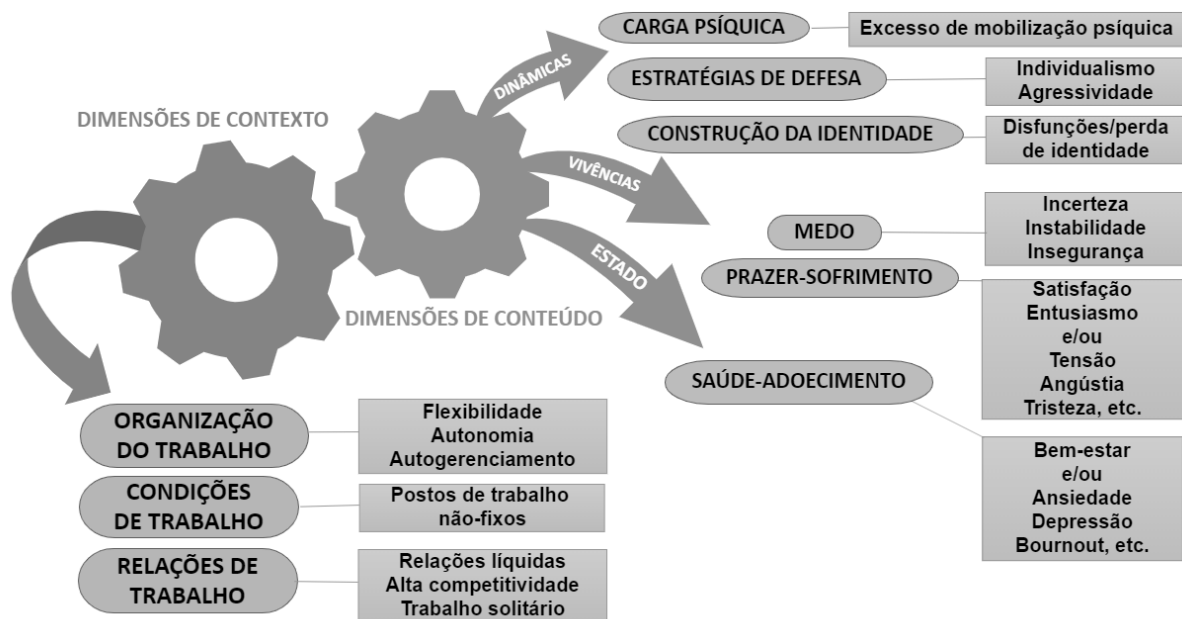 CARGA PSÍQUICA
Excesso de mobilização psíquica
DINÂMICAS
ESTRATÉGIAS DE DEFESA
Individualismo
Agressividade
DIMENSÕES DE CONTEXTO
CONSTRUÇÃO DA IDENTIDADE
Disfunções/perda
de identidade
VIVÊNCIAS
MEDO
Incerteza
Instabilidade
Insegurança
ESTADO
PRAZER-SOFRIMENTO
Satisfação
Entusiasmo
e/ou
Tensão
Angústia
Tristeza, etc.
DIMENSÕES DE CONTEÚDO
SAÚDE-ADOECIMENTO
Bem-estar
e/ou
Ansiedade
Depressão
Bournout, etc.
ORGANIZAÇÃO
DO TRABALHO
Flexibilidade
Autonomia
Autogerenciamento
CONDIÇÕES
DE TRABALHO
Postos de trabalho
não-fixos
RELAÇÕES DE
TRABALHO
Relações líquidas
Alta competitividade
Trabalho solitário